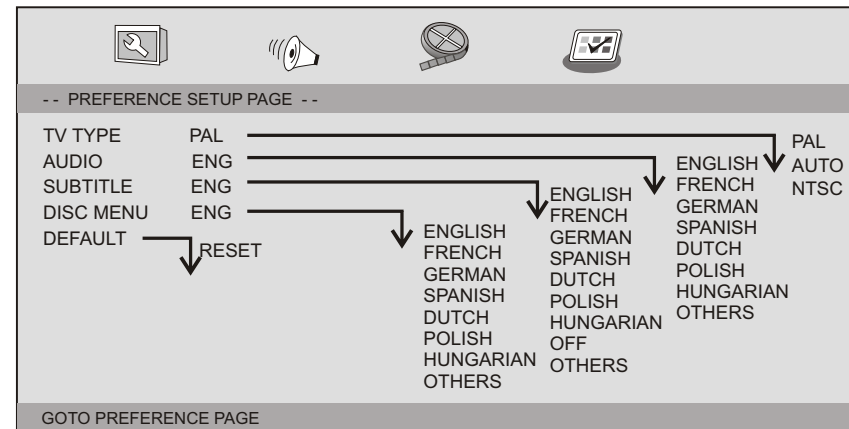 -- PREFERENCE SETUP PAGE --
TV TYPE PAL
AUDIO ENG
SUBTITLE ENG
DISC MENU ENG
DEFAULT
RESET
ENGLISH
FRENCH
GERMAN
SPANISH
DUTCH
POLISH
HUNGARIAN
OTHERS
ENGLISH
FRENCH
GERMAN
SPANISH
DUTCH
POLISH
HUNGARIAN
OFF
OTHERS
ENGLISH
FRENCH
GERMAN
SPANISH
DUTCH
POLISH
HUNGARIAN
OTHERS
PAL
AUTO
NTSC
GOTO PREFERENCE PAGE